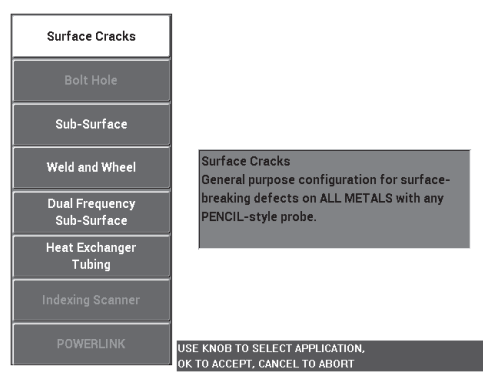 Surface Cracks
Bolt Hole
Sub-Surface
Weld and Wheel
Dual Frequency
Sub-Surface
Heat Exchanger
Tubing
Indexing Scanner
POWERLINK
Surface Cracks
General purpose configuration for surface-
breaking defects on ALL METALS with any
PENCIL-style probe.
USE KNOB TO SELECT APPLICATION,
OK TO ACCEPT, CANCEL TO ABORT